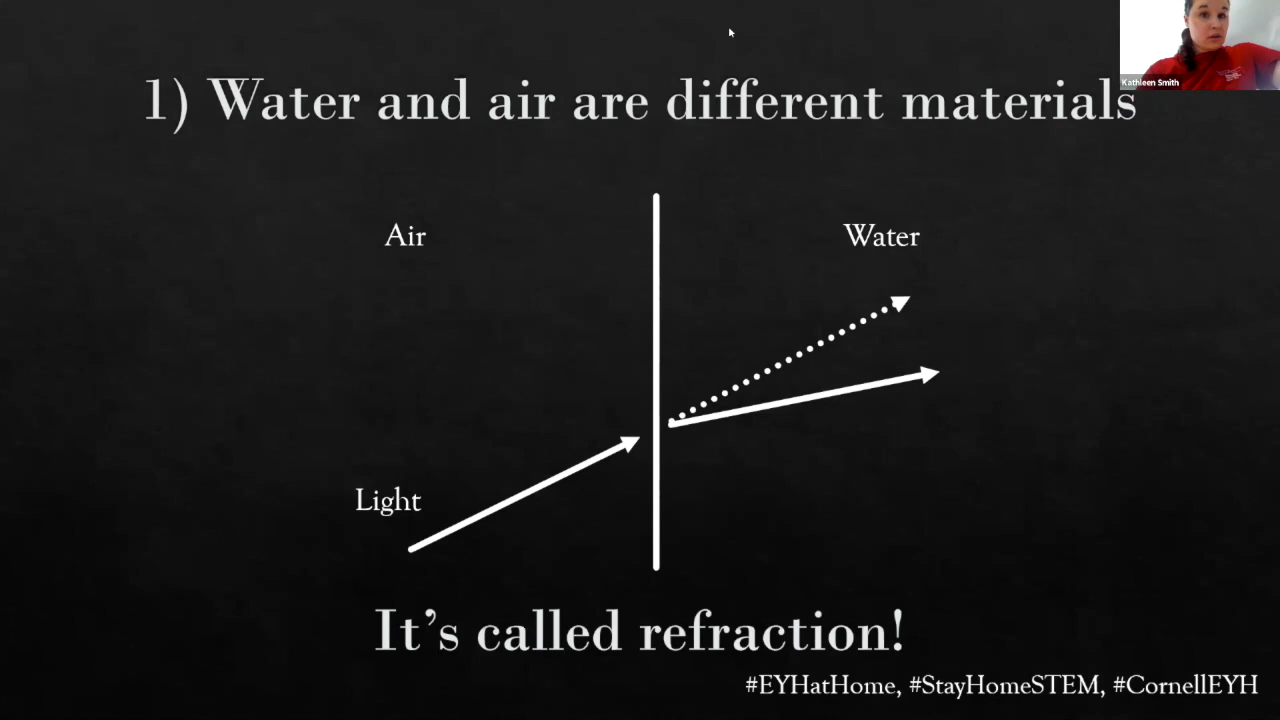 Kathleen Smith
1) Water and air are different materials
Air
Water
Light
It's called refraction!
#EYHatHome, #StayHomeSTEM, #CornellEYH